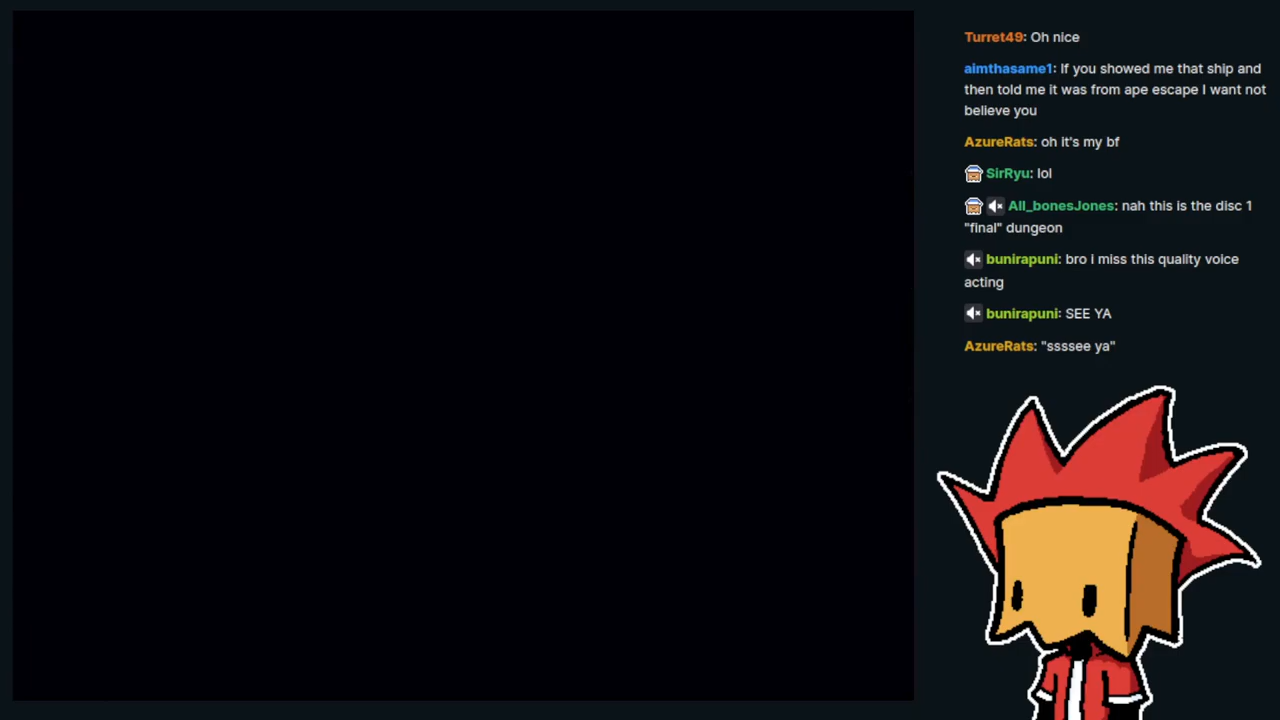 Turret49: Oh nice
aimthasame1: If you showed me that ship and
then told me it was from ape escape I want not
believe you
AzureRats: oh it's my bf
SirRyu: lol
All_bonesJones: nah this is the disc 1
"final" dungeon
bunirapuni: bro i miss this quality voice
acting
bunirapuni: SEE YA
AzureRats: "ssssee ya"